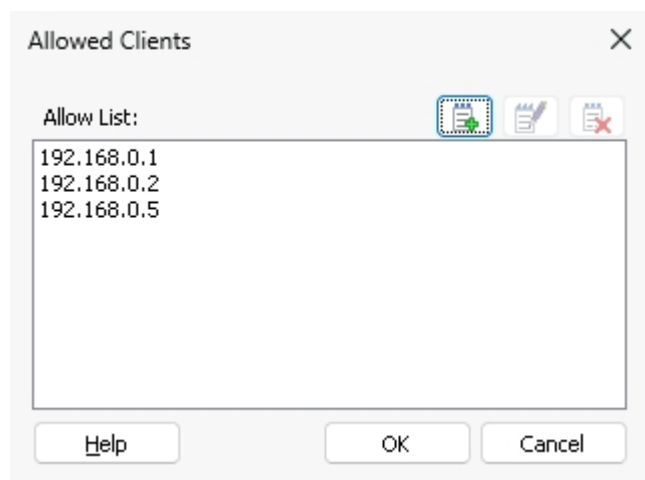 Allowed Clients
Allow List:
192.168.0.1
192.168.0.2
192.168.0.5
Help
OK
Cancel